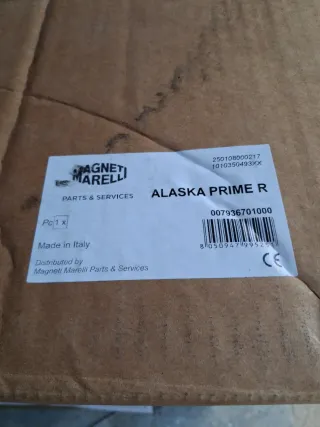 250108000217
1010350493XX
MAGNETI
MARELLI
PARTS & SERVICES
ALASKA PRIME R
007936701000
Pc 1 x
Made in Italy
Distributed by
Magneti Marelli Parts & Services
CE